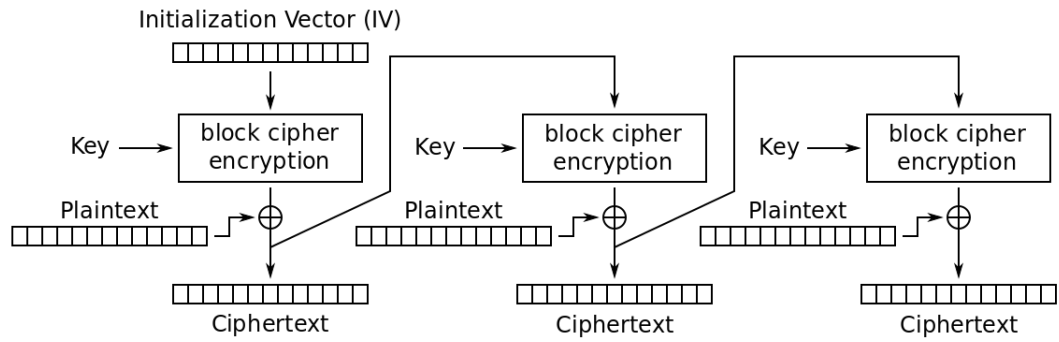 Initialization Vector (IV)
Key
block cipher
encryption
Key
block cipher
encryption
Key
block cipher
encryption
Plaintext
Plaintext
Plaintext
Ciphertext
Ciphertext
Ciphertext